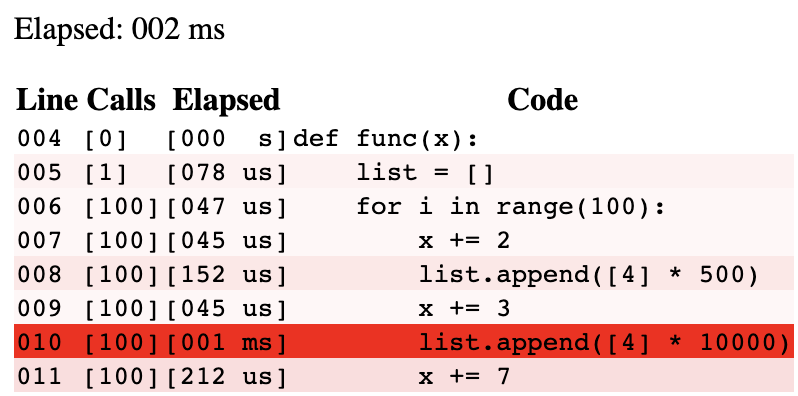 Elapsed: 002 ms
Line Calls Elapsed Code
004 [0] [000  s]def func(x):
005 [1] [078 us]    list = []
006 [100][047 us]    for i in range(100):
007 [100][045 us]        x += 2
008 [100][152 us]        list.append([4] * 500)
009 [100][045 us]        x += 3
010 [100][001 ms]        list.append([4] * 10000)
011 [100][212 us]        x += 7